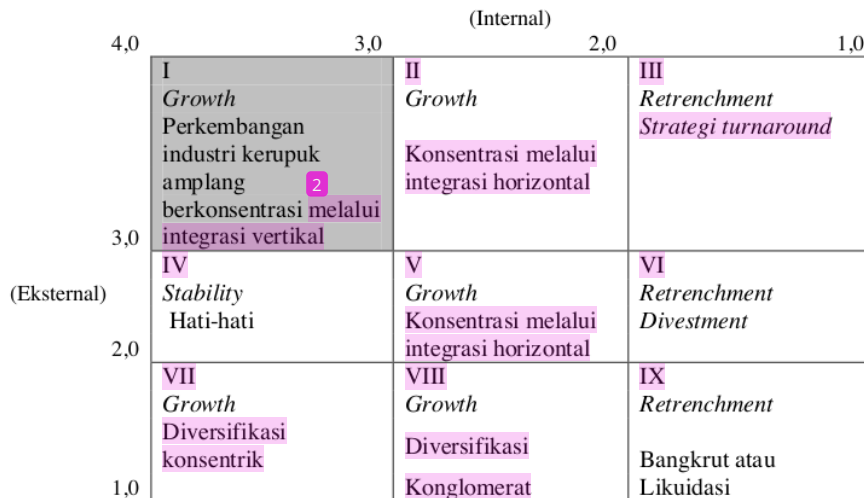 (Internal)
4,0 3,0 2,0 1,0
I
Growth
Perkembangan
industri kerupuk
amplang
2
berkonsentrasi melalui
integrasi vertikal
II
Growth
Konsentrasi melalui
integrasi horizontal
III
Retrenchment
Strategi turnaround
3,0
(Eksternal)
IV
Stability
Hati-hati
V
Growth
Konsentrasi melalui
integrasi horizontal
VI
Retrenchment
Divestment
2,0
VII
Growth
Diversifikasi
konsentrik
VIII
Growth
Diversifikasi
Konglomerat
IX
Retrenchment
Bangkrut atau
Likuidasi
1,0